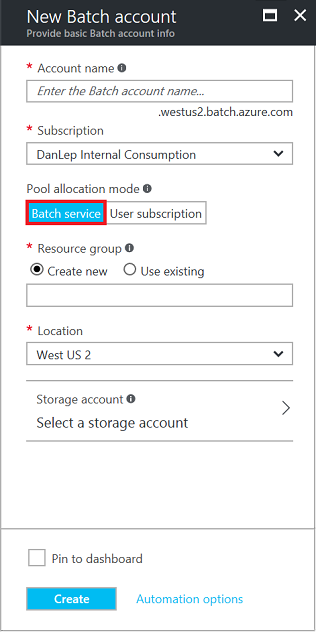 New Batch account
Provide basic Batch account info
* Account name
Enter the Batch account name...
.westus2.batch.azure.com
* Subscription
DanLep Internal Consumption
Pool allocation mode
Batch service User subscription
* Resource group
Create new Use existing
* Location
West US 2
Storage account
Select a storage account
Pin to dashboard
Create Automation options